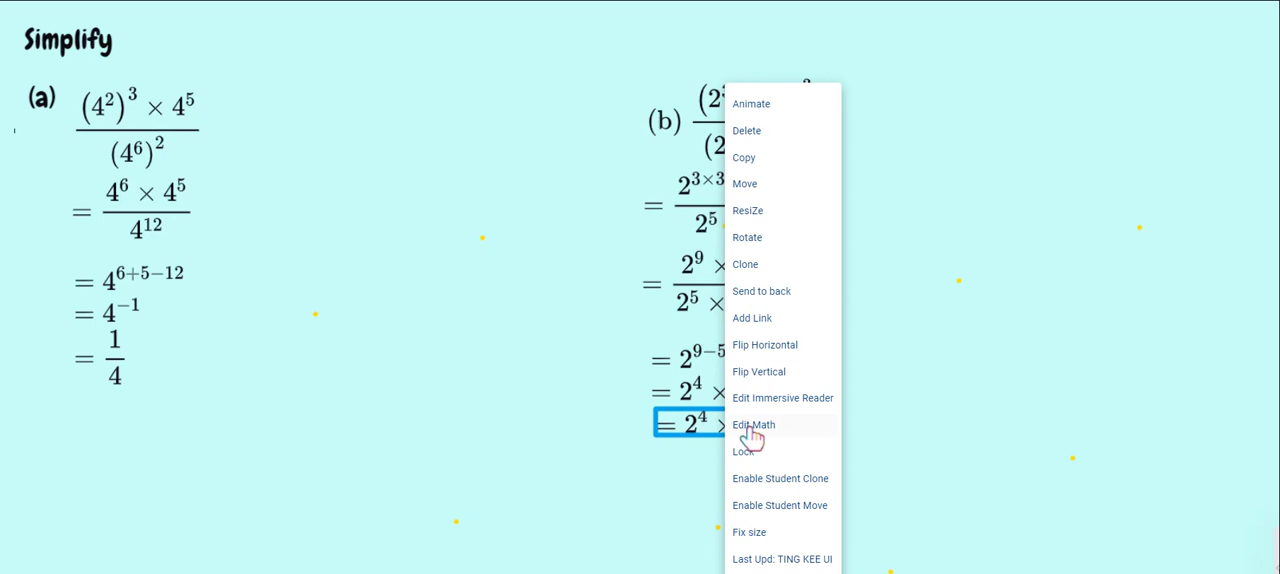 Simplify
(a) (4²)³ × 4⁵
(4⁶)²
= 4⁶ × 4⁵
4¹²
= 4⁶⁺⁵⁻¹²
= 4⁻¹
= 1
4
(b) (2³
(2
= 2³ˣ³
2⁵
= 2⁹ ×
2⁵ ×
= 2⁹⁻⁵
= 2⁴ ×
= 2⁴ ×
Animate
Delete
Copy
Move
ResiZe
Rotate
Clone
Send to back
Add Link
Flip Horizontal
Flip Vertical
Edit Immersive Reader
Edit Math
Lock
Enable Student Clone
Enable Student Move
Fix size
Last Upd: TING KEE UI